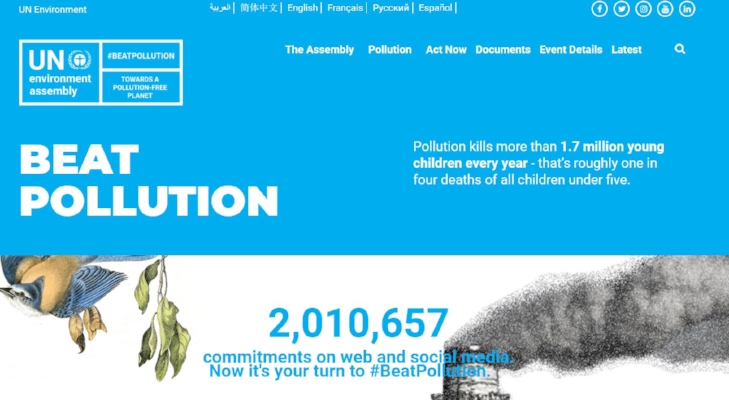 UN Environment
العربية | 简体中文 | English | Français | Русский | Español |
The Assembly Pollution Act Now Documents Event Details Latest
UN
environment
assembly
#BEATPOLLUTION
TOWARDS A
POLLUTION-FREE
PLANET
BEAT
POLLUTION
Pollution kills more than 1.7 million young
children every year - that's roughly one in
four deaths of all children under five.
2,010,657
commitments on web and social media.
Now it's your turn to #BeatPollution.